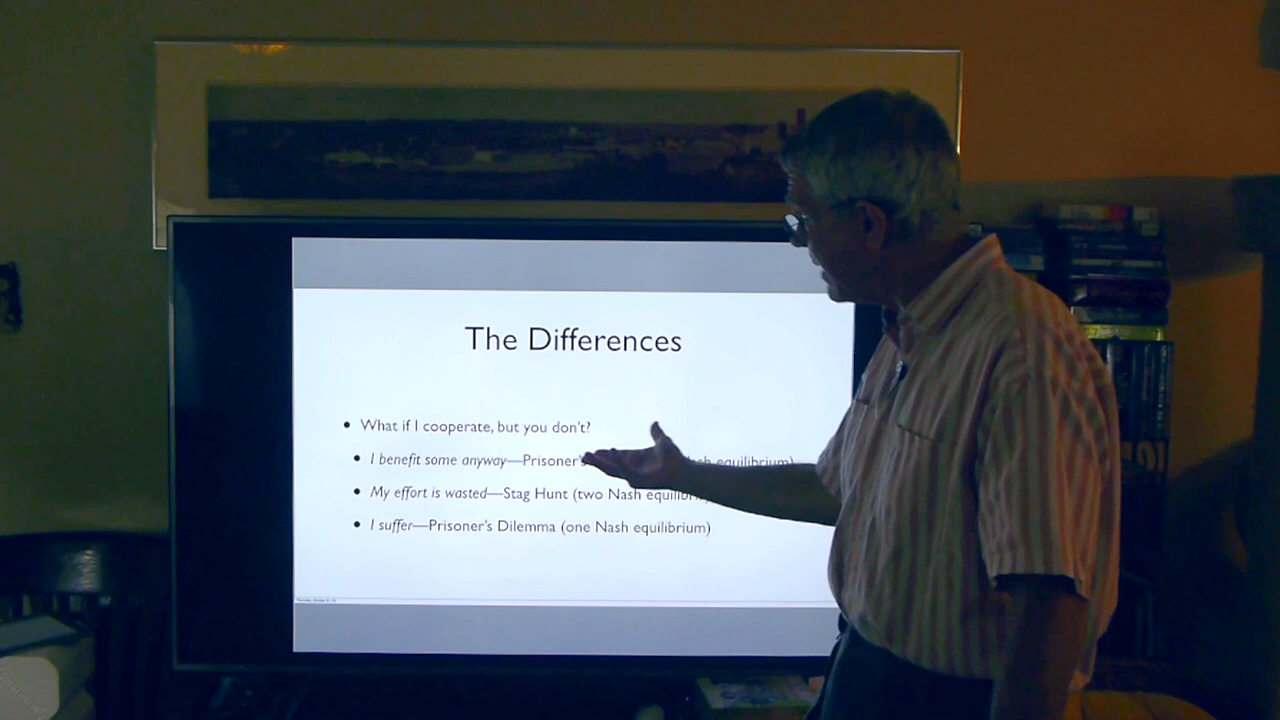 The Differences
• What if I cooperate, but you don't?
• I benefit some anyway—Prisoner's equilibrium)
• My effort is wasted—Stag Hunt (two Nash
• I suffer—Prisoner's Dilemma (one Nash equilibrium)